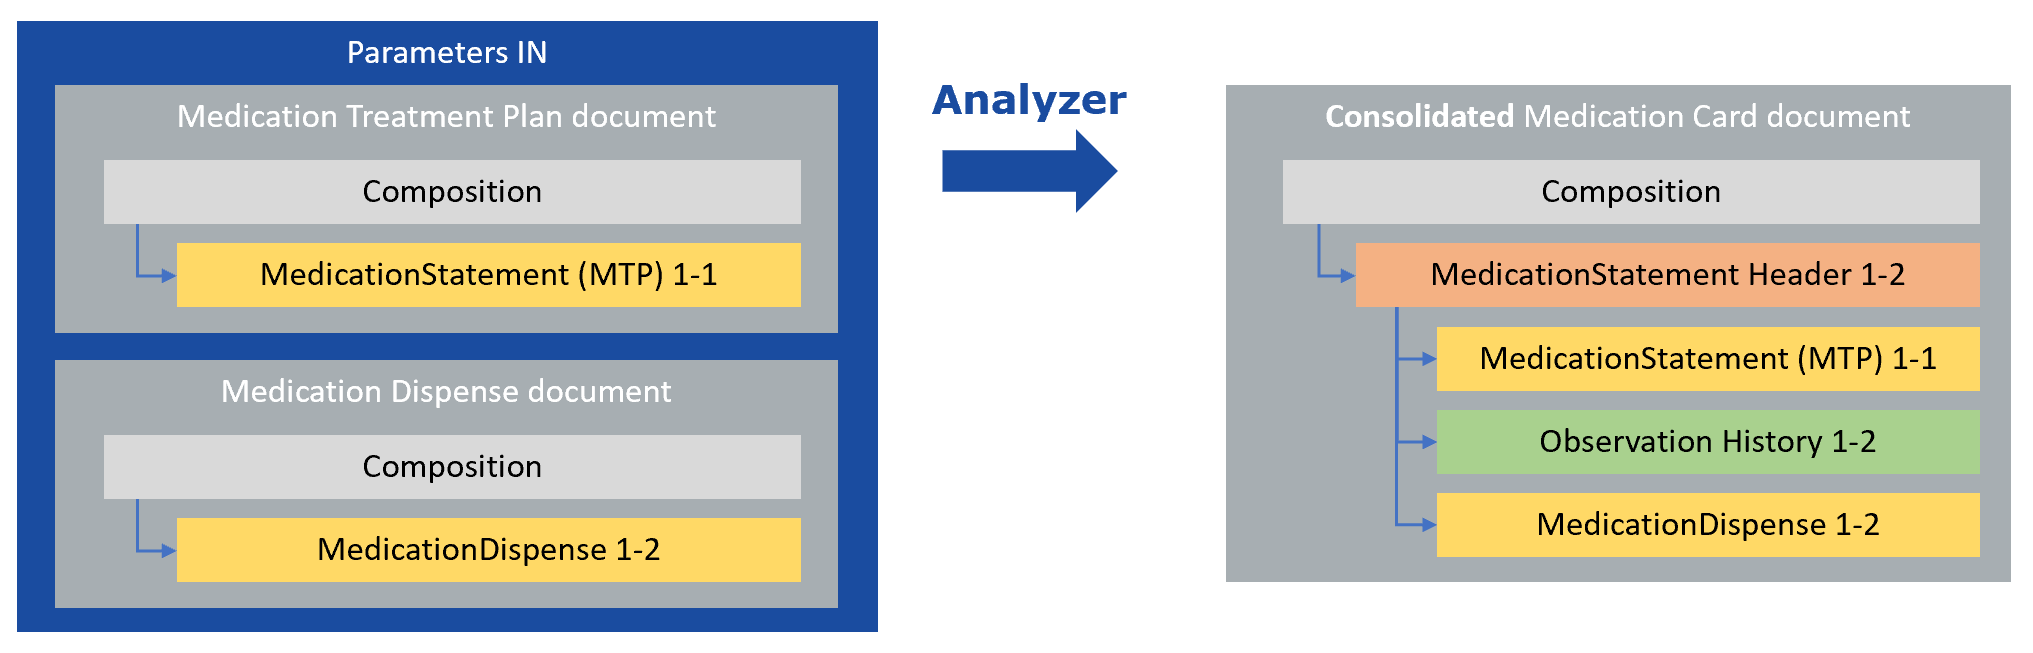 Parameters IN
Medication Treatment Plan document
Composition
MedicationStatement (MTP) 1-1
Medication Dispense document
Composition
MedicationDispense 1-2
Analyzer
Consolidated Medication Card document
Composition
MedicationStatement Header 1-2
MedicationStatement (MTP) 1-1
Observation History 1-2
MedicationDispense 1-2